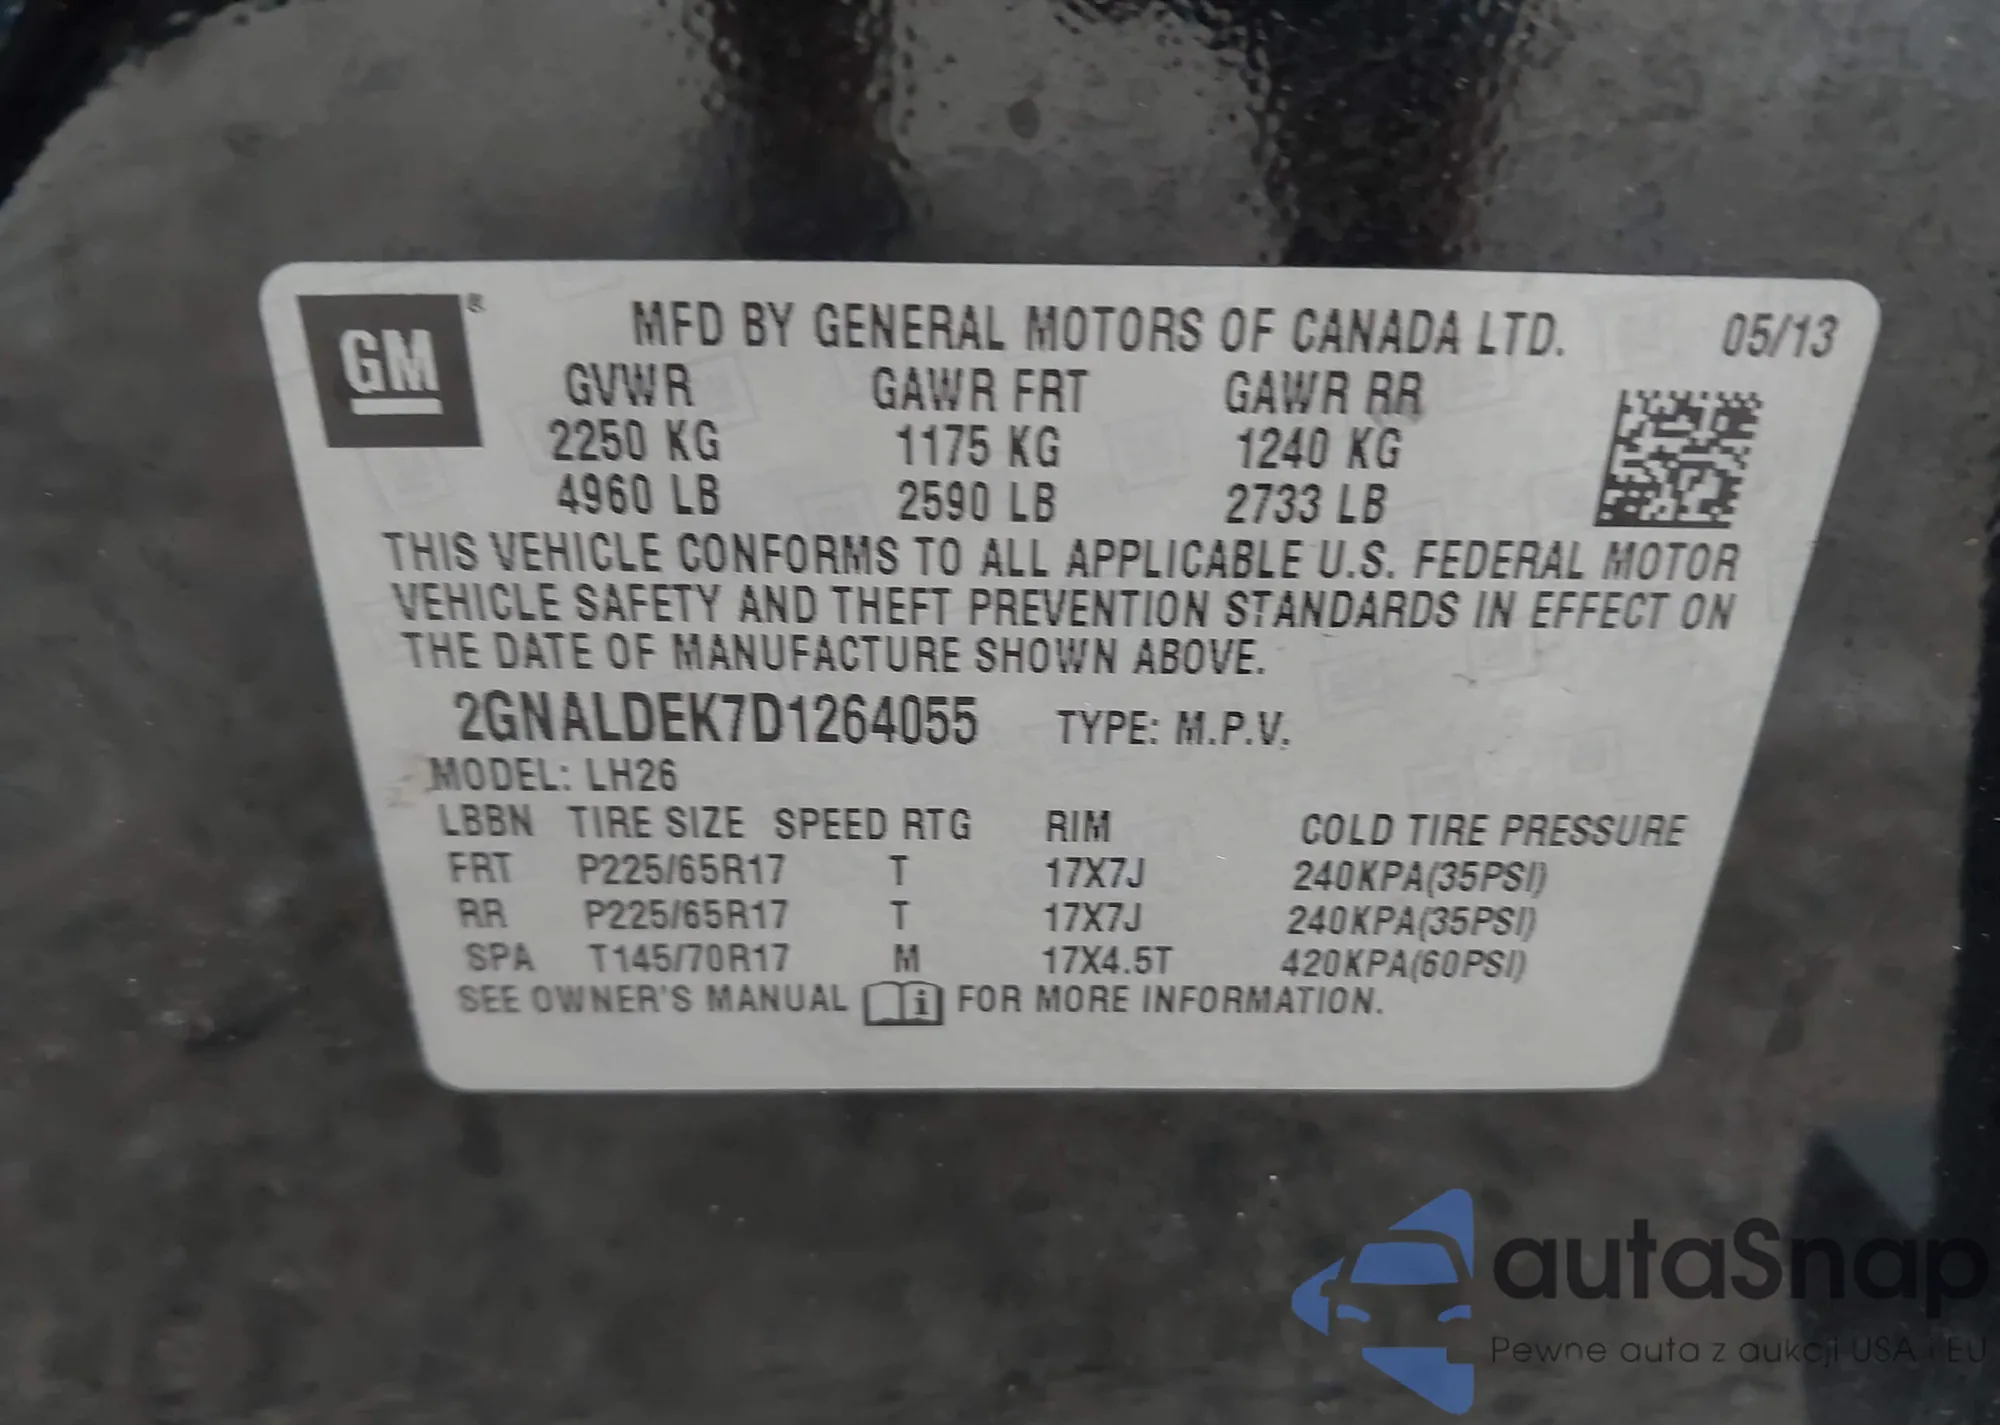 GM ®
MFD BY GENERAL MOTORS OF CANADA LTD. 05/13
GVWR GAWR FRT GAWR RR
2250 KG 1175 KG 1240 KG
4960 LB 2590 LB 2733 LB
THIS VEHICLE CONFORMS TO ALL APPLICABLE U.S. FEDERAL MOTOR
VEHICLE SAFETY AND THEFT PREVENTION STANDARDS IN EFFECT ON
THE DATE OF MANUFACTURE SHOWN ABOVE.
2GNALDEK7D1264055 TYPE: M.P.V.
MODEL: LH26
LBBN TIRE SIZE SPEED RTG RIM COLD TIRE PRESSURE
FRT P225/65R17 T 17X7J 240KPA(35PSI)
RR P225/65R17 T 17X7J 240KPA(35PSI)
SPA T145/70R17 M 17X4.5T 420KPA(60PSI)
SEE OWNER'S MANUAL i FOR MORE INFORMATION.
autaSnap
Pewne auta z aukcji USA i EU